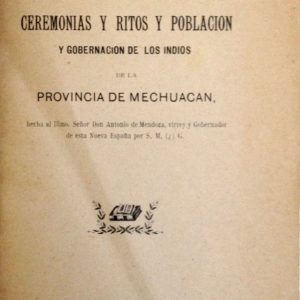 CEREMONIAS Y RITOS Y POBLACION
Y GOBERNACION DE LOS INDIOS
DE LA
PROVINCIA DE MECHUACAN,
hecha al Illmo. Señor Don Antonio de Mendoza, virrey y Gobernador
de esta Nueva España por S. M. (¿) G.